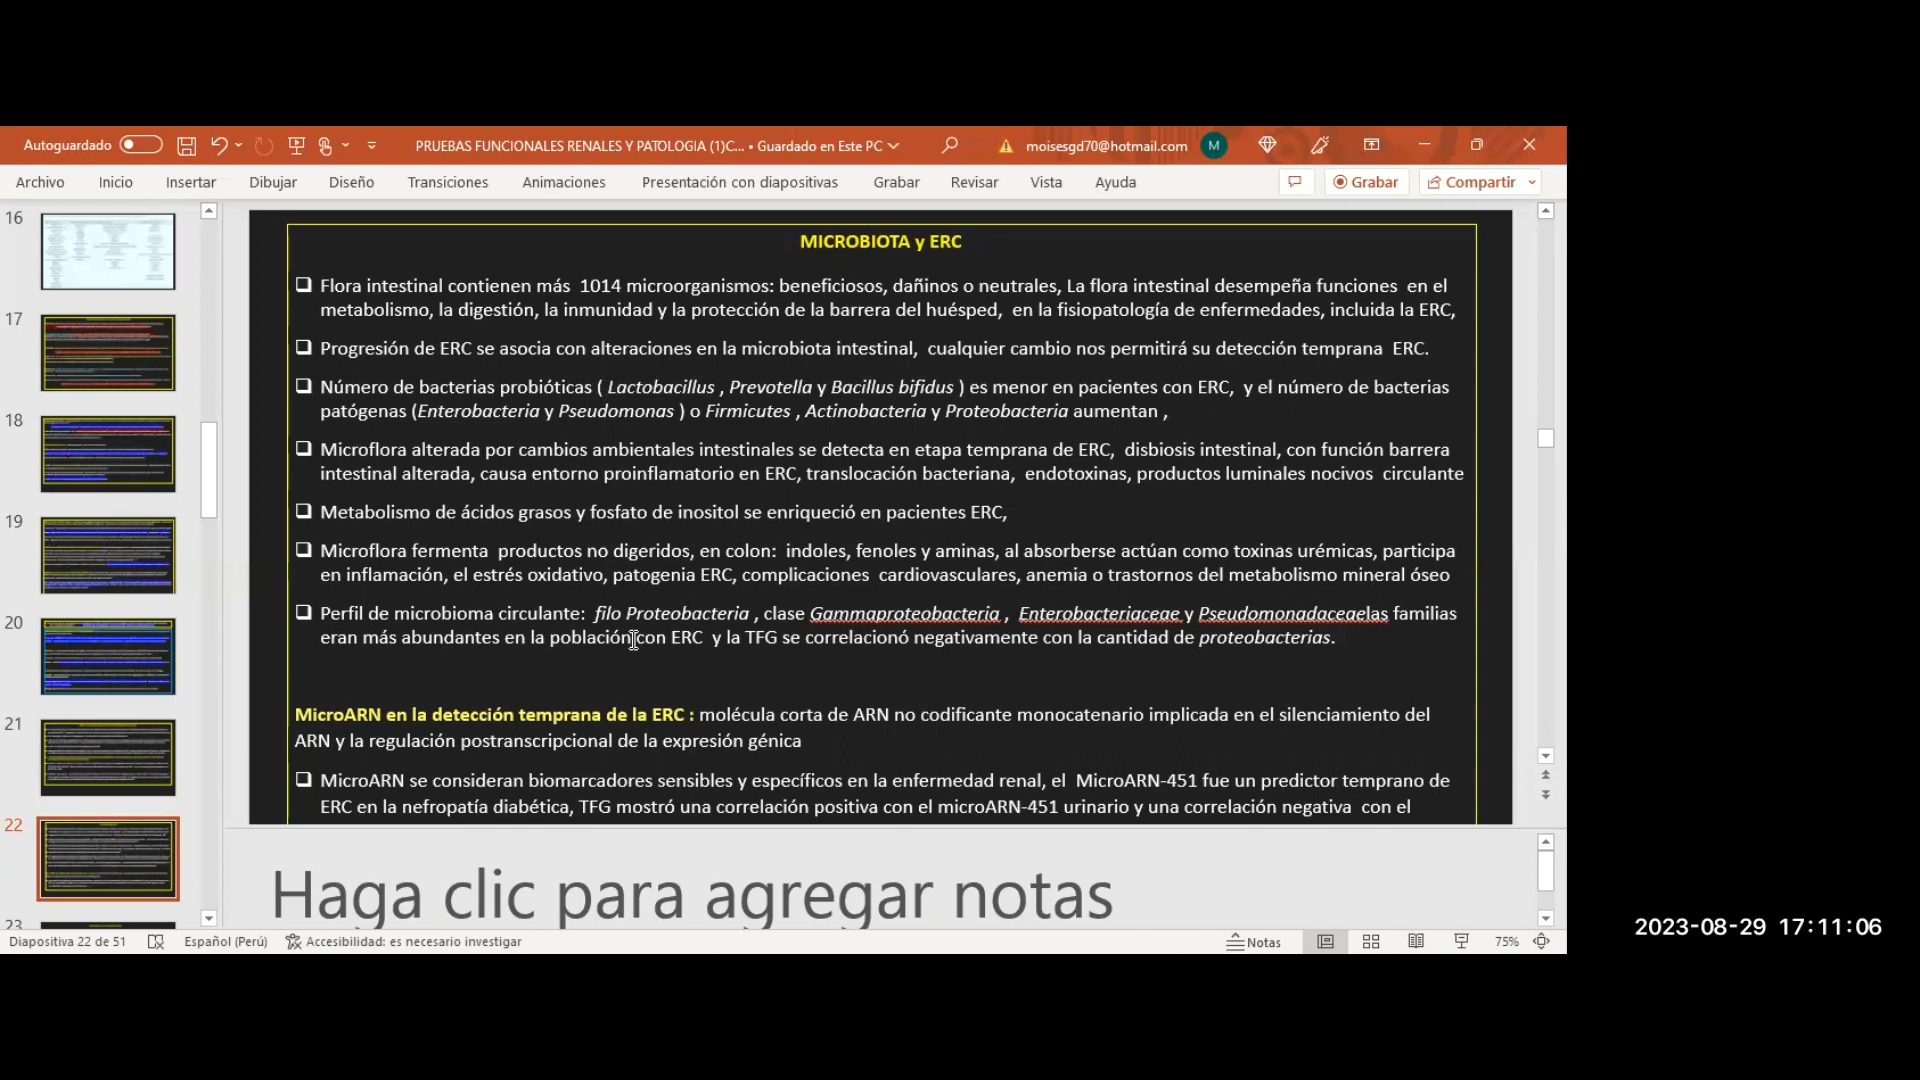 Autoguardado
PRUEBAS FUNCIONALES RENALES Y PATOLOGIA (1)C... • Guardado en Este PC
moisesgd70@hotmail.com
M
Archivo Inicio Insertar Dibujar Diseño Transiciones Animaciones Presentación con diapositivas Grabar Revisar Vista Ayuda Grabar Compartir
16
17
18
19
20
21
22
23
MICROBIOTA y ERC
Flora intestinal contienen más 1014 microorganismos: beneficiosos, dañinos o neutrales, La flora intestinal desempeña funciones en el
metabolismo, la digestión, la inmunidad y la protección de la barrera del huésped, en la fisiopatología de enfermedades, incluida la ERC,
Progresión de ERC se asocia con alteraciones en la microbiota intestinal, cualquier cambio nos permitirá su detección temprana ERC.
Número de bacterias probióticas ( Lactobacillus , Prevotella y Bacillus bifidus ) es menor en pacientes con ERC, y el número de bacterias
patógenas (Enterobacteria y Pseudomonas ) o Firmicutes , Actinobacteria y Proteobacteria aumentan ,
Microflora alterada por cambios ambientales intestinales se detecta en etapa temprana de ERC, disbiosis intestinal, con función barrera
intestinal alterada, causa entorno proinflamatorio en ERC, translocación bacteriana, endotoxinas, productos luminales nocivos circulante
Metabolismo de ácidos grasos y fosfato de inositol se enriqueció en pacientes ERC,
Microflora fermenta productos no digeridos, en colon: indoles, fenoles y aminas, al absorberse actúan como toxinas urémicas, participa
en inflamación, el estrés oxidativo, patogenia ERC, complicaciones cardiovasculares, anemia o trastornos del metabolismo mineral óseo
Perfil de microbioma circulante: filo Proteobacteria , clase Gammaproteobacteria , Enterobacteriaceae y Pseudomonadaceaelas familias
eran más abundantes en la población con ERC y la TFG se correlacionó negativamente con la cantidad de proteobacterias.
MicroARN en la detección temprana de la ERC : molécula corta de ARN no codificante monocatenario implicada en el silenciamiento del
ARN y la regulación postranscripcional de la expresión génica
MicroARN se consideran biomarcadores sensibles y específicos en la enfermedad renal, el MicroARN-451 fue un predictor temprano de
ERC en la nefropatía diabética, TFG mostró una correlación positiva con el microARN-451 urinario y una correlación negativa con el
Haga clic para agregar notas
Diapositiva 22 de 51 Español (Perú) Accesibilidad: es necesario investigar Notas 75%
2023-08-29 17:11:06